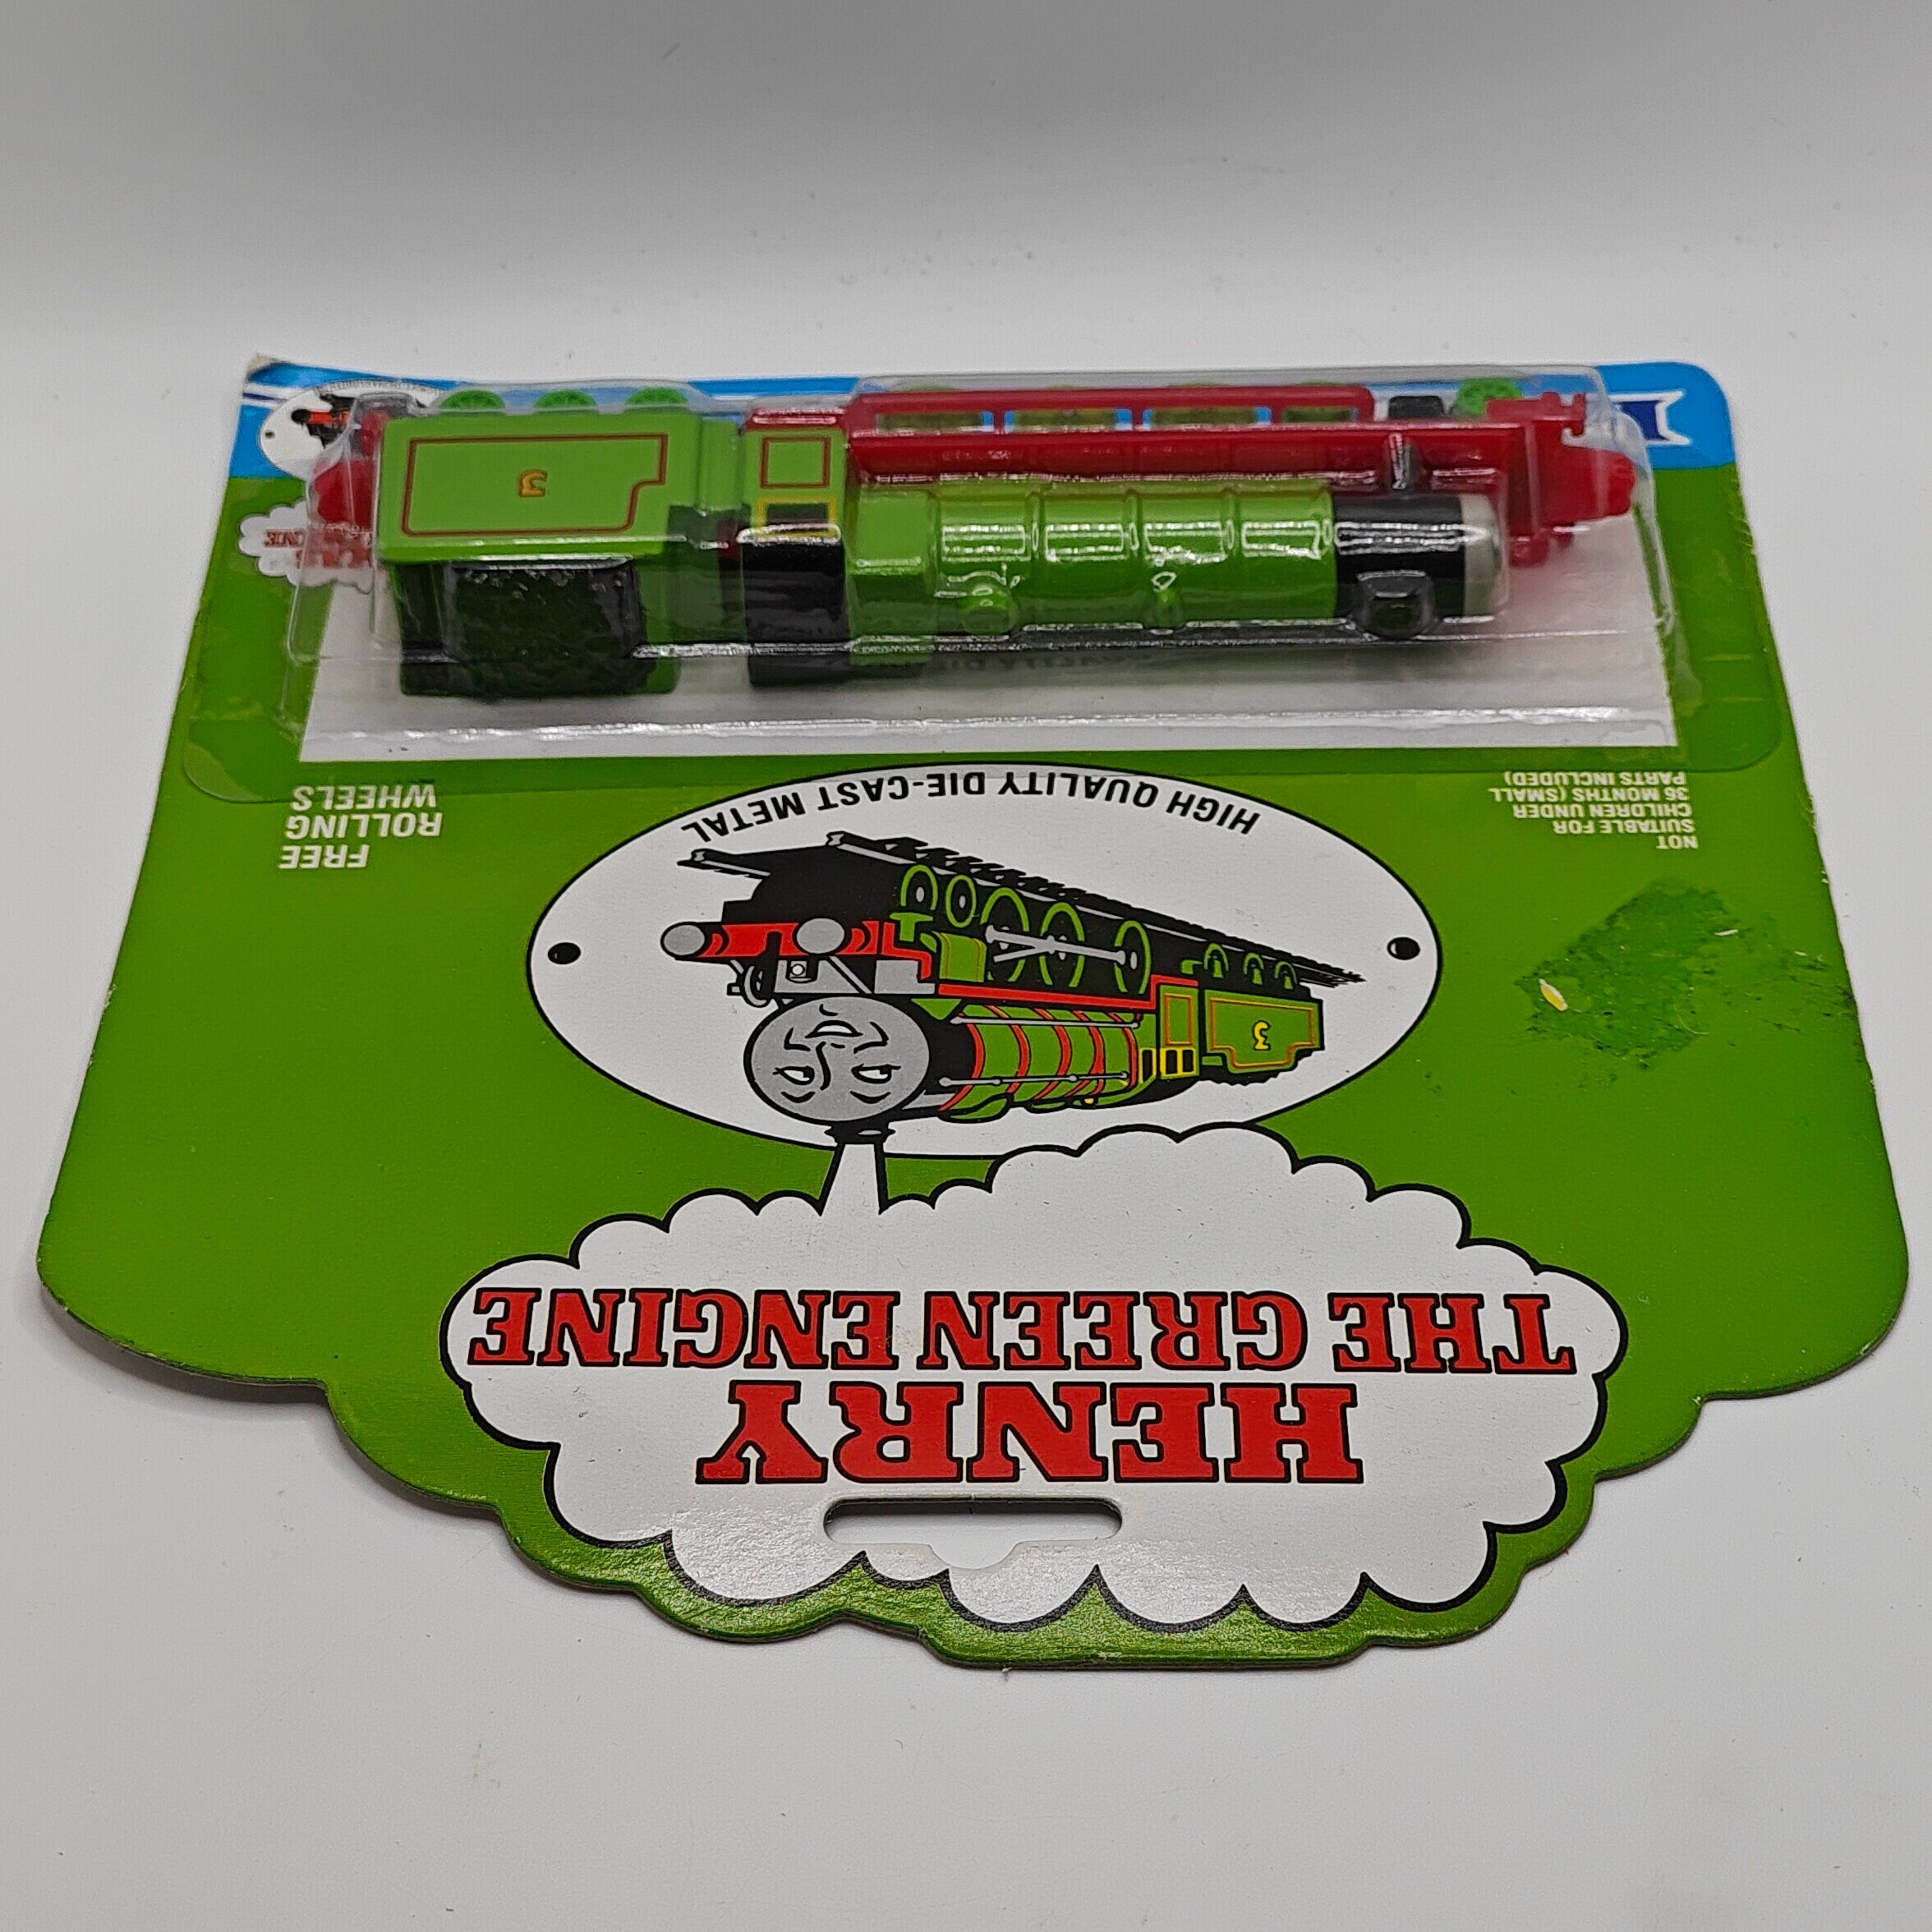 HENRY
THE GREEN ENGINE
3
HIGH QUALITY DIE-CAST METAL
NOT
SUITABLE FOR
CHILDREN UNDER
36 MONTHS (SMALL
PARTS INCLUDED)
FREE
ROLLING
WHEELS
3